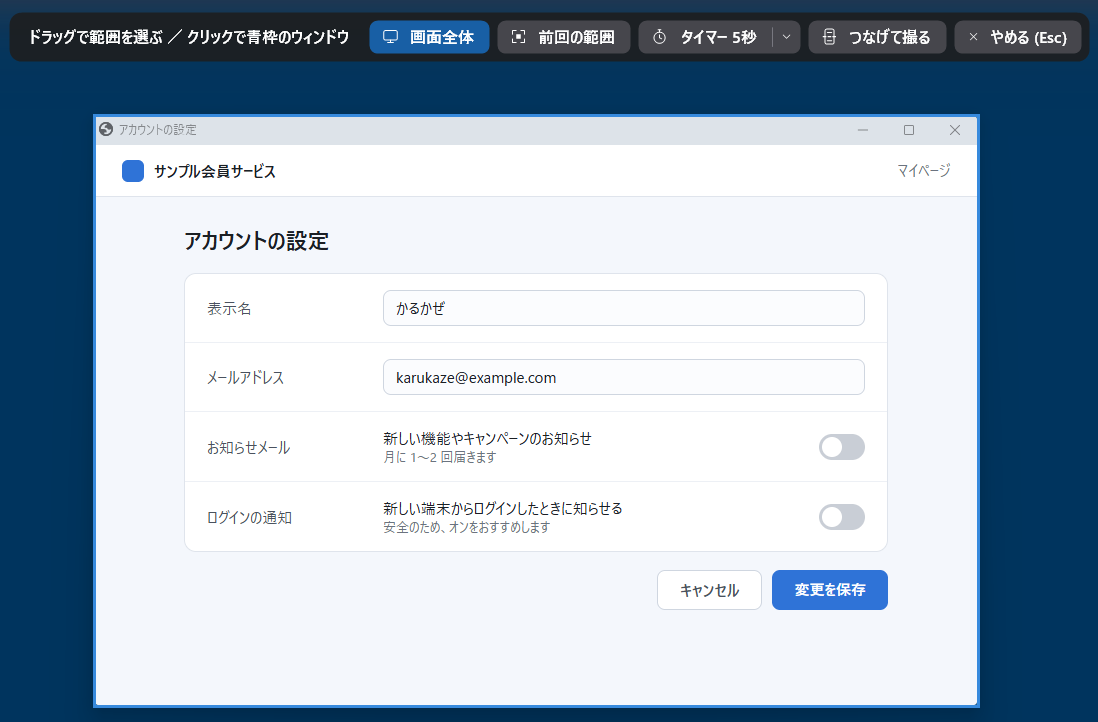 ドラッグで範囲を選ぶ ／ クリックで青枠のウィンドウ
画面全体
前回の範囲
タイマー 5秒
つなげて撮る
やめる (Esc)
アカウントの設定
サンプル会員サービス
マイページ
アカウントの設定
表示名
かるかぜ
メールアドレス
karukaze@example.com
お知らせメール
新しい機能やキャンペーンのお知らせ
月に 1～2 回届きます
ログインの通知
新しい端末からログインしたときに知らせる
安全のため、オンをおすすめします
キャンセル
変更を保存